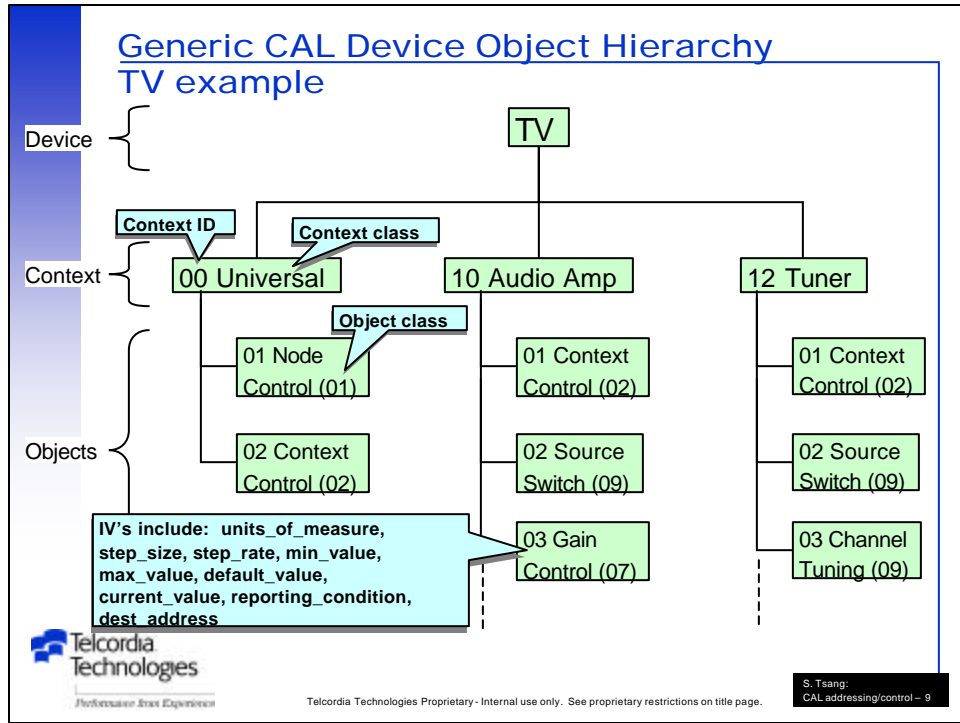 Generic CAL Device Object Hierarchy
TV example
Device
TV
Context ID
Context class
Context
00 Universal
10 Audio Amp
12 Tuner
Object class
Objects
01 Node
Control (01)
02 Context
Control (02)
01 Context
Control (02)
02 Source
Switch (09)
03 Gain
Control (07)
01 Context
Control (02)
02 Source
Switch (09)
03 Channel
Tuning (09)
IV's include: units_of_measure,
step_size, step_rate, min_value,
max_value, default_value,
current_value, reporting_condition,
dest_address
Telcordia
Technologies
Performance from Experience
Telcordia Technologies Proprietary - Internal use only. See proprietary restrictions on title page.
S. Tsang:
CAL addressing/control – 9